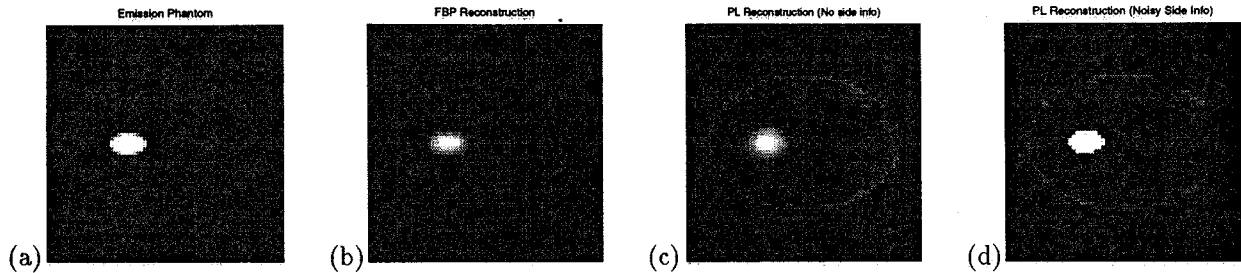 Emission Phantom
FBP Reconstruction
PL Reconstruction (No side info)
PL Reconstruction (Noisy Side Info)
(a)
(b)
(c)
(d)